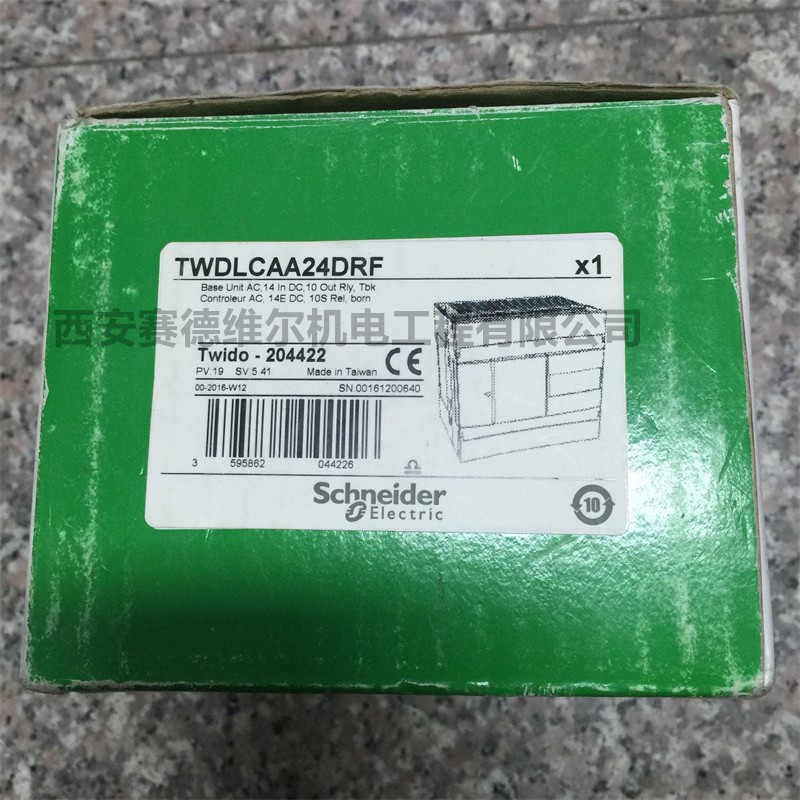 TWDLCAA24DRF x1
Base Unit AC,14 In DC,10 Out Rly, Tbk
Controleur AC, 14E DC, 10S Rel, born
西安赛德维尔机电工程有限公司
Twido - 204422
PV 19 SV 5.41 Made in Taiwan CE
00-2016-W12 SN:00161200640
3 595862 044226
Schneider
Electric
10